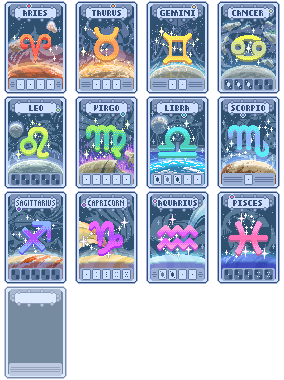 ARIES
TAURUS
GEMINI
CANCER
LEO
VIRGO
LIBRA
SCORPIO
SAGITTARIUS
CAPRICORN
AQUARIUS
PISCES